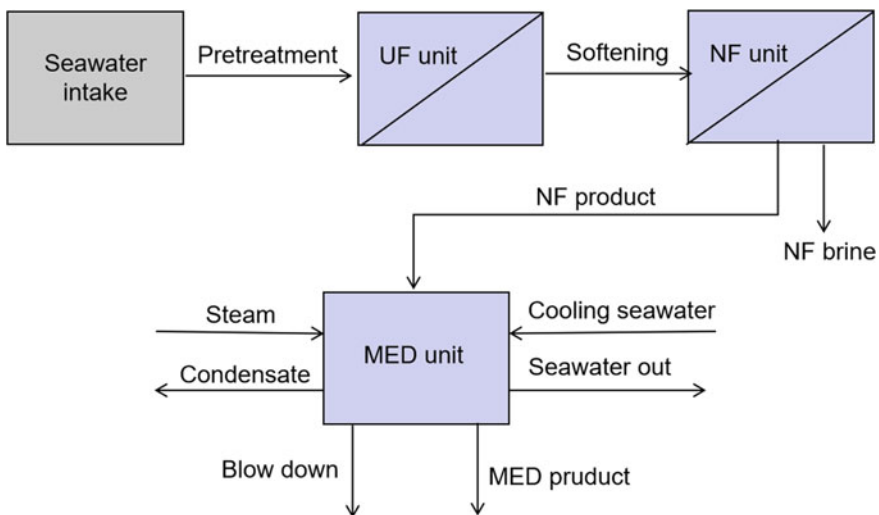 Seawater
intake
Pretreatment
UF unit
Softening
NF unit
NF product
NF brine
Steam
Cooling seawater
MED unit
Condensate
Seawater out
Blow down
MED pruduct